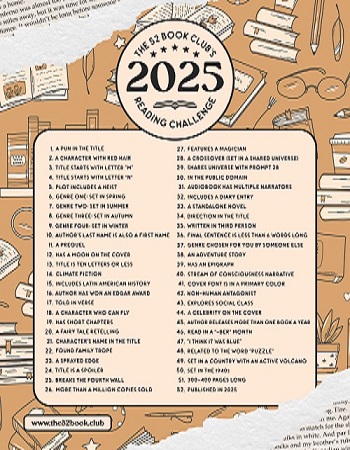 THE 52 BOOK CLUB'S
2025
READING CHALLENGE
1. A PUN IN THE TITLE
2. A CHARACTER WITH RED HAIR
3. TITLE STARTS WITH LETTER "M"
4. TITLE STARTS WITH LETTER "N"
5. PLOT INCLUDES A HEIST
6. GENRE ONE: SET IN SPRING
7. GENRE TWO: SET IN SUMMER
8. GENRE THREE: SET IN AUTUMN
9. GENRE FOUR: SET IN WINTER
10. AUTHOR'S LAST NAME IS ALSO A FIRST NAME
11. A PREQUEL
12. HAS A MOON ON THE COVER
13. TITLE IS TEN LETTERS OR LESS
14. CLIMATE FICTION
15. INCLUDES LATIN AMERICAN HISTORY
16. AUTHOR HAS WON AN EDGAR AWARD
17. TOLD IN VERSE
18. A CHARACTER WHO CAN FLY
19. HAS SHORT CHAPTERS
20. A FAIRY TALE RETELLING
21. CHARACTER'S NAME IN THE TITLE
22. FOUND FAMILY TROPE
23. A SPRAYED EDGE
24. TITLE IS A SPOILER
25. BREAKS THE FOURTH WALL
26. MORE THAN A MILLION COPIES SOLD
27. FEATURES A MAGICIAN
28. A CROSSOVER (SET IN A SHARED UNIVERSE)
29. SHARES UNIVERSE WITH PROMPT 28
30. IN THE PUBLIC DOMAIN
31. AUDIOBOOK HAS MULTIPLE NARRATORS
32. INCLUDES A DIARY ENTRY
33. A STANDALONE NOVEL
34. DIRECTION IN THE TITLE
35. WRITTEN IN THIRD PERSON
36. FINAL SENTENCE IS LESS THAN 6 WORDS LONG
37. GENRE CHOSEN FOR YOU BY SOMEONE ELSE
38. AN ADVENTURE STORY
39. HAS AN EPIGRAPH
40. STREAM OF CONSCIOUSNESS NARRATIVE
41. COVER FONT IS IN A PRIMARY COLOR
42. NON-HUMAN ANTAGONIST
43. EXPLORES SOCIAL CLASS
44. A CELEBRITY ON THE COVER
45. AUTHOR RELEASES MORE THAN ONE BOOK A YEAR
46. READ IN A "-BER" MONTH
47. "I THINK IT WAS BLUE"
48. RELATED TO THE WORD "PUZZLE"
49. SET IN A COUNTRY WITH AN ACTIVE VOLCANO
50. SET IN THE 1940s
51. 300-400 PAGES LONG
52. PUBLISHED IN 2025
www.the52book.club